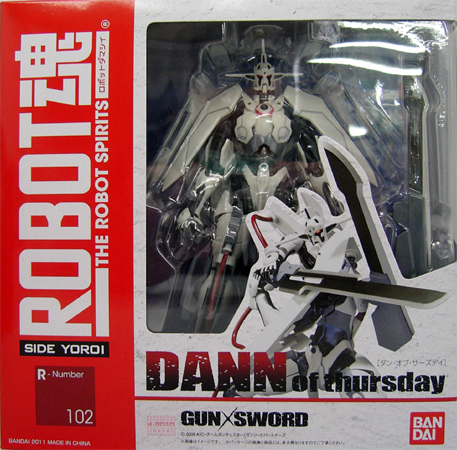 ROBOT魂
THE ROBOT SPIRITS
ロボットダマシイ
®
SIDE YOROI
R - Number
102
BANDAI 2011 MADE IN CHINA
[ダン・オブ・サーズデイ]
DANN of thursday
GUN×SWORD
BAN
DAI